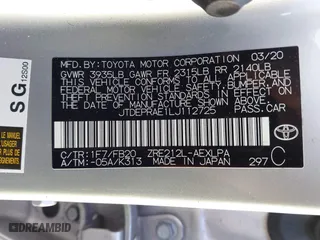 MFD. BY: TOYOTA MOTOR CORPORATION 03/20
GVWR 3935LB GAWR FR 2315LB RR 2140LB
THIS VEHICLE CONFORMS TO ALL APPLICABLE
FEDERAL MOTOR VEHICLE SAFETY, BUMPER, AND
THEFT PREVENTION STANDARDS IN EFFECT ON
THE DATE OF MANUFACTURE SHOWN ABOVE.
JTDEPRAE1LJ112725 PASS.CAR
C/TR:1F7/FB20 ZRE212L-AEXLPA
A/TM:-05A/K313 MADE IN JAPAN 297 C
TOYOTA
SG
12S00